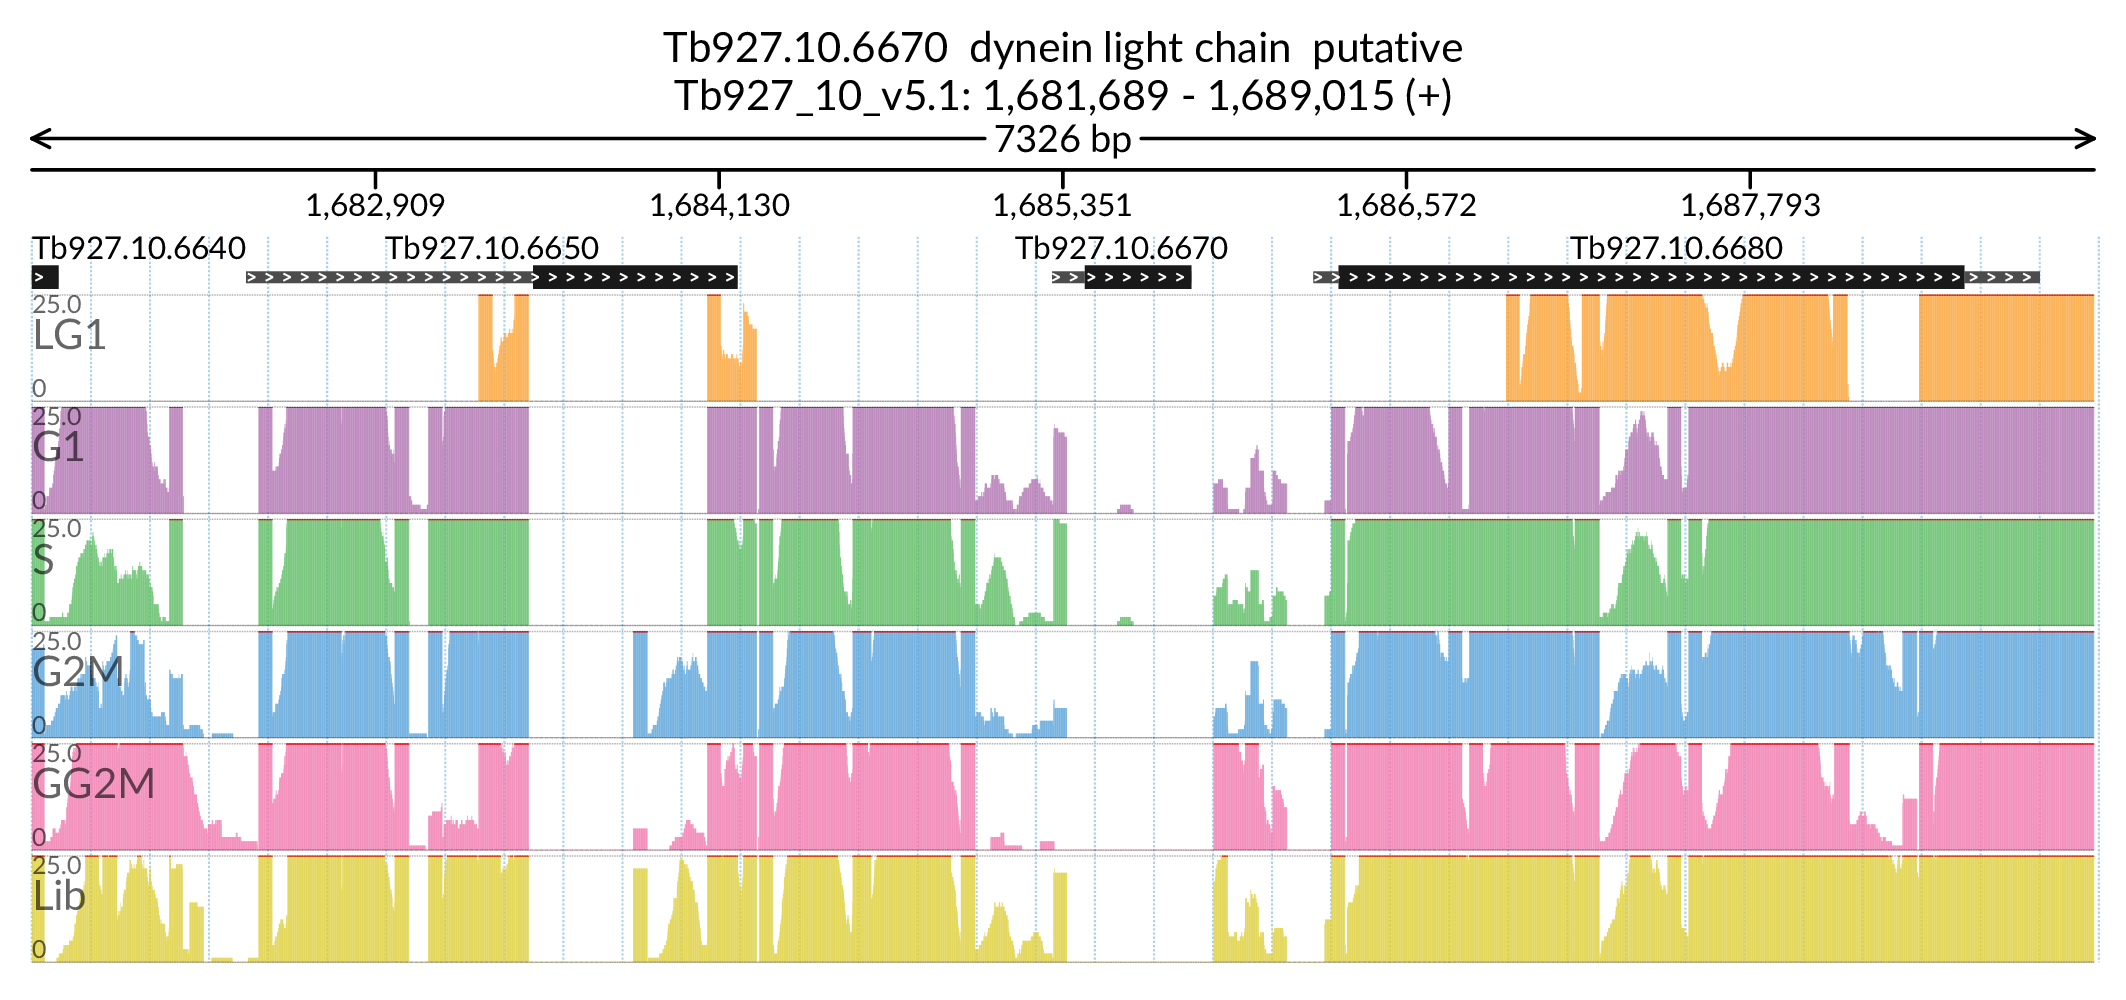 Tb927.10.6670  dynein light chain  putative
Tb927_10_v5.1: 1,681,689 - 1,689,015 (+)
7326 bp
1,682,909 1,684,130 1,685,351 1,686,572 1,687,793
Tb927.10.6640 Tb927.10.6650 Tb927.10.6670 Tb927.10.6680
25.0
LG1
0
25.0
G1
0
25.0
S
0
25.0
G2M
0
25.0
GG2M
0
25.0
Lib
0